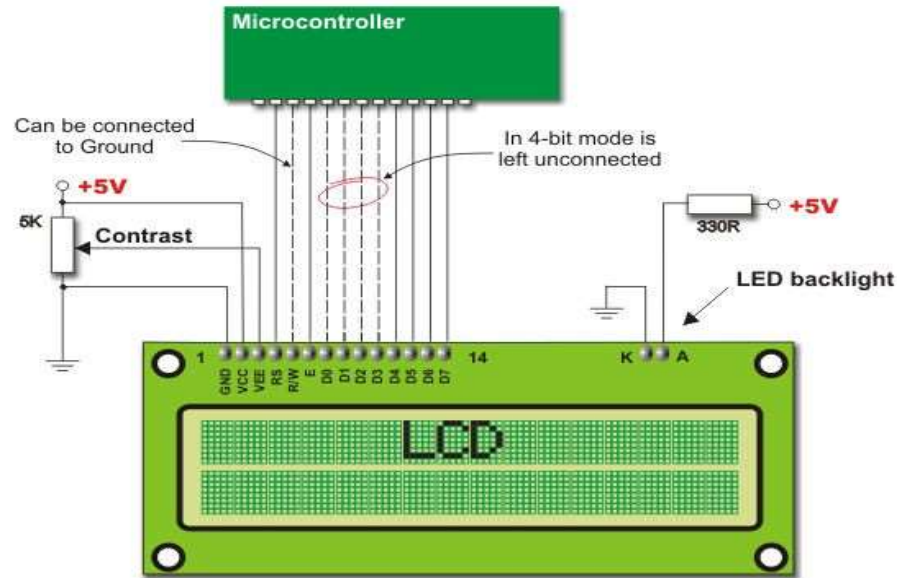 Microcontroller
Can be connected
to Ground
In 4-bit mode is
left unconnected
+5V
5K
Contrast
330R
+5V
LED backlight
1
14
K
A
GND
VCC
VEE
RS
R/W
E
D0
D1
D2
D3
D4
D5
D6
D7
LCD